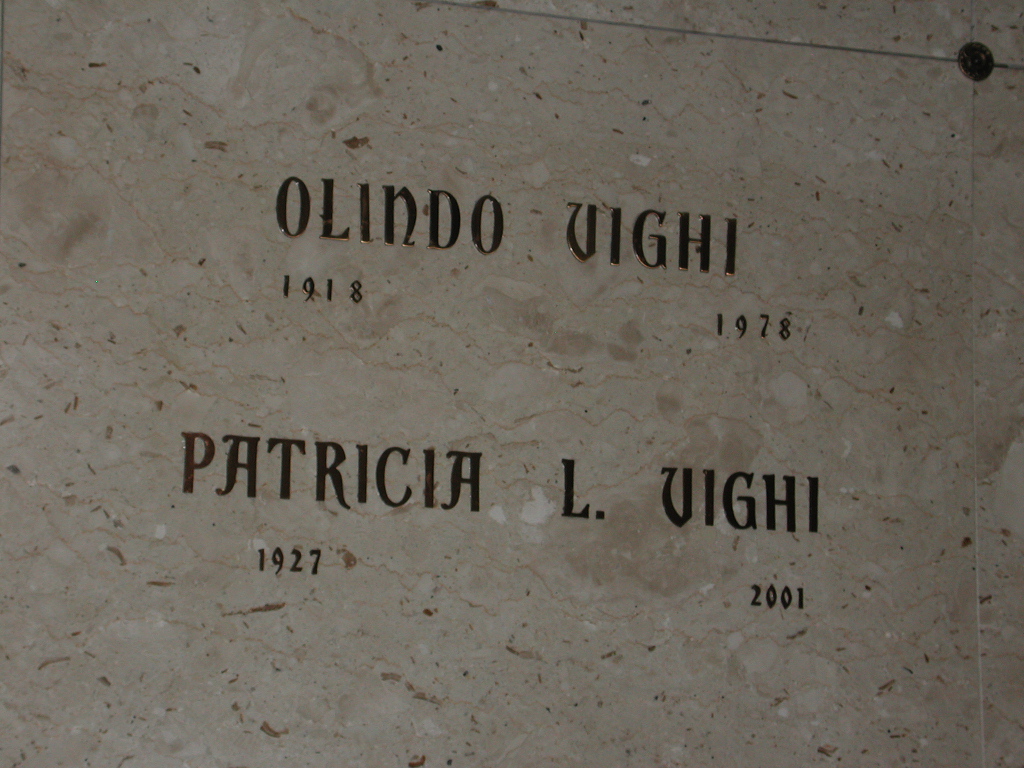 OLINDO VIGHI
1918 1978
PATRICIA L. VIGHI
1927 2001